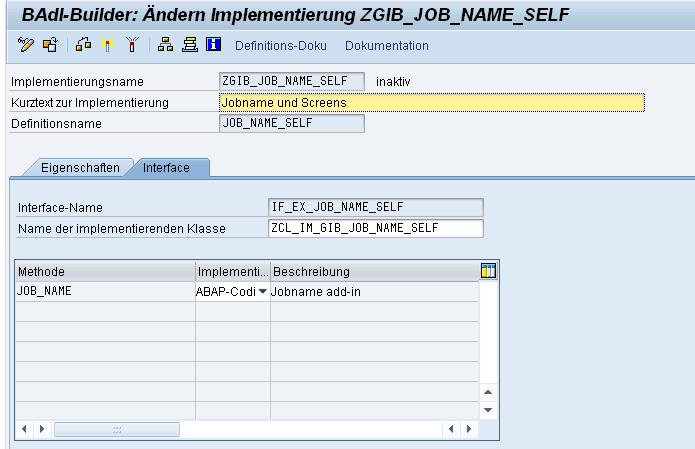 BAdI-Builder: Ändern Implementierung ZGIB_JOB_NAME_SELF
Definitions-Doku Dokumentation
Implementierungsname ZGIB_JOB_NAME_SELF inaktiv
Kurztext zur Implementierung Jobname und Screens
Definitionsname JOB_NAME_SELF
Eigenschaften Interface
Interface-Name IF_EX_JOB_NAME_SELF
Name der implementierenden Klasse ZCL_IM_GIB_JOB_NAME_SELF
Methode Implementi... Beschreibung
JOB_NAME ABAP-Codi Jobname add-in